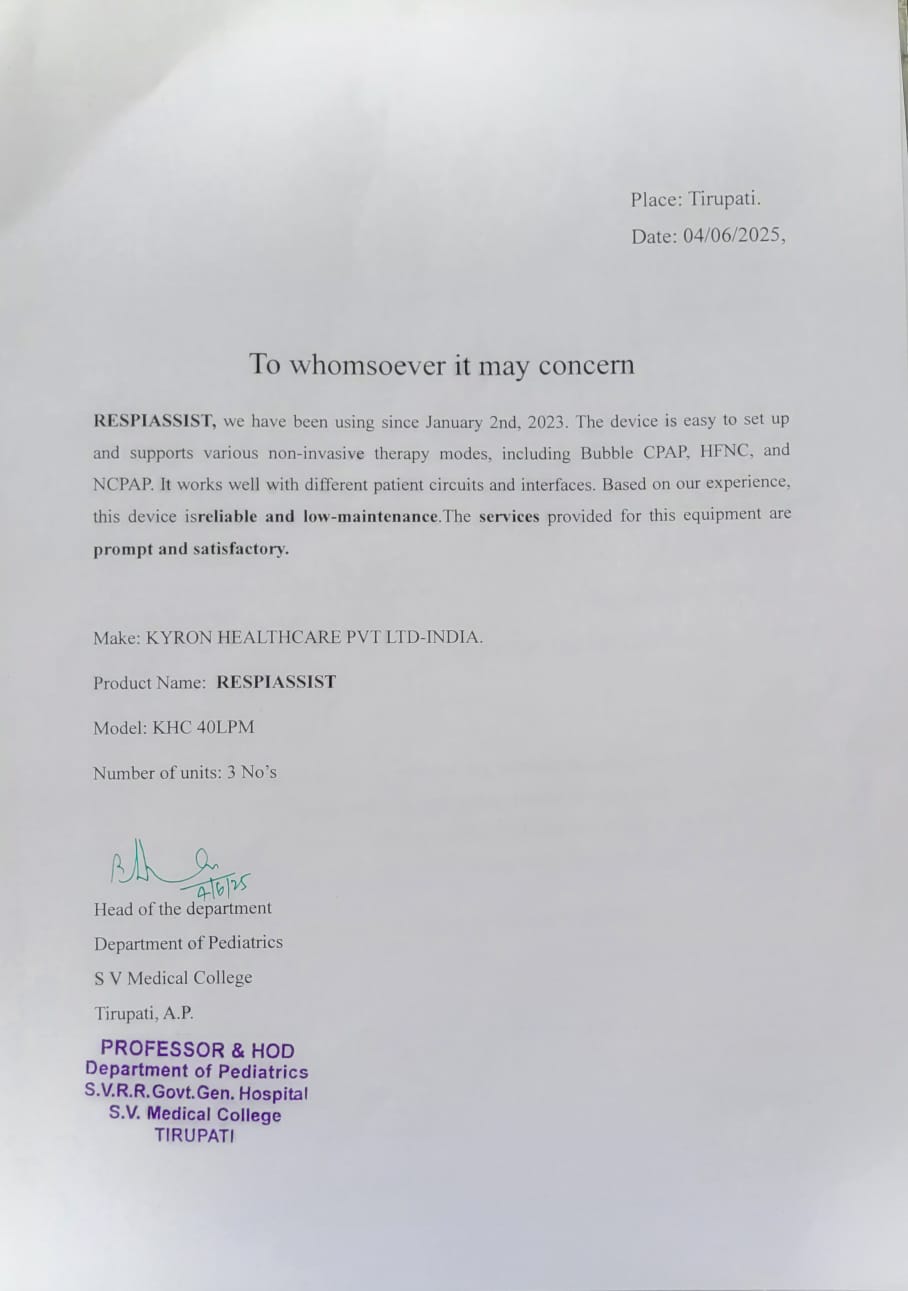 Place: Tirupati.
Date: 04/06/2025,
To whomsoever it may concern
RESPIASSIST, we have been using since January 2nd, 2023. The device is easy to set up
and supports various non-invasive therapy modes, including Bubble CPAP, HFNC, and
NCPAP. It works well with different patient circuits and interfaces. Based on our experience,
this device isreliable and low-maintenance.The services provided for this equipment are
prompt and satisfactory.
Make: KYRON HEALTHCARE PVT LTD-INDIA.
Product Name: RESPIASSIST
Model: KHC 40LPM
Number of units: 3 No’s
4/6/25
Head of the department
Department of Pediatrics
S V Medical College
Tirupati, A.P.
PROFESSOR & HOD
Department of Pediatrics
S.V.R.R.Govt.Gen. Hospital
S.V. Medical College
TIRUPATI